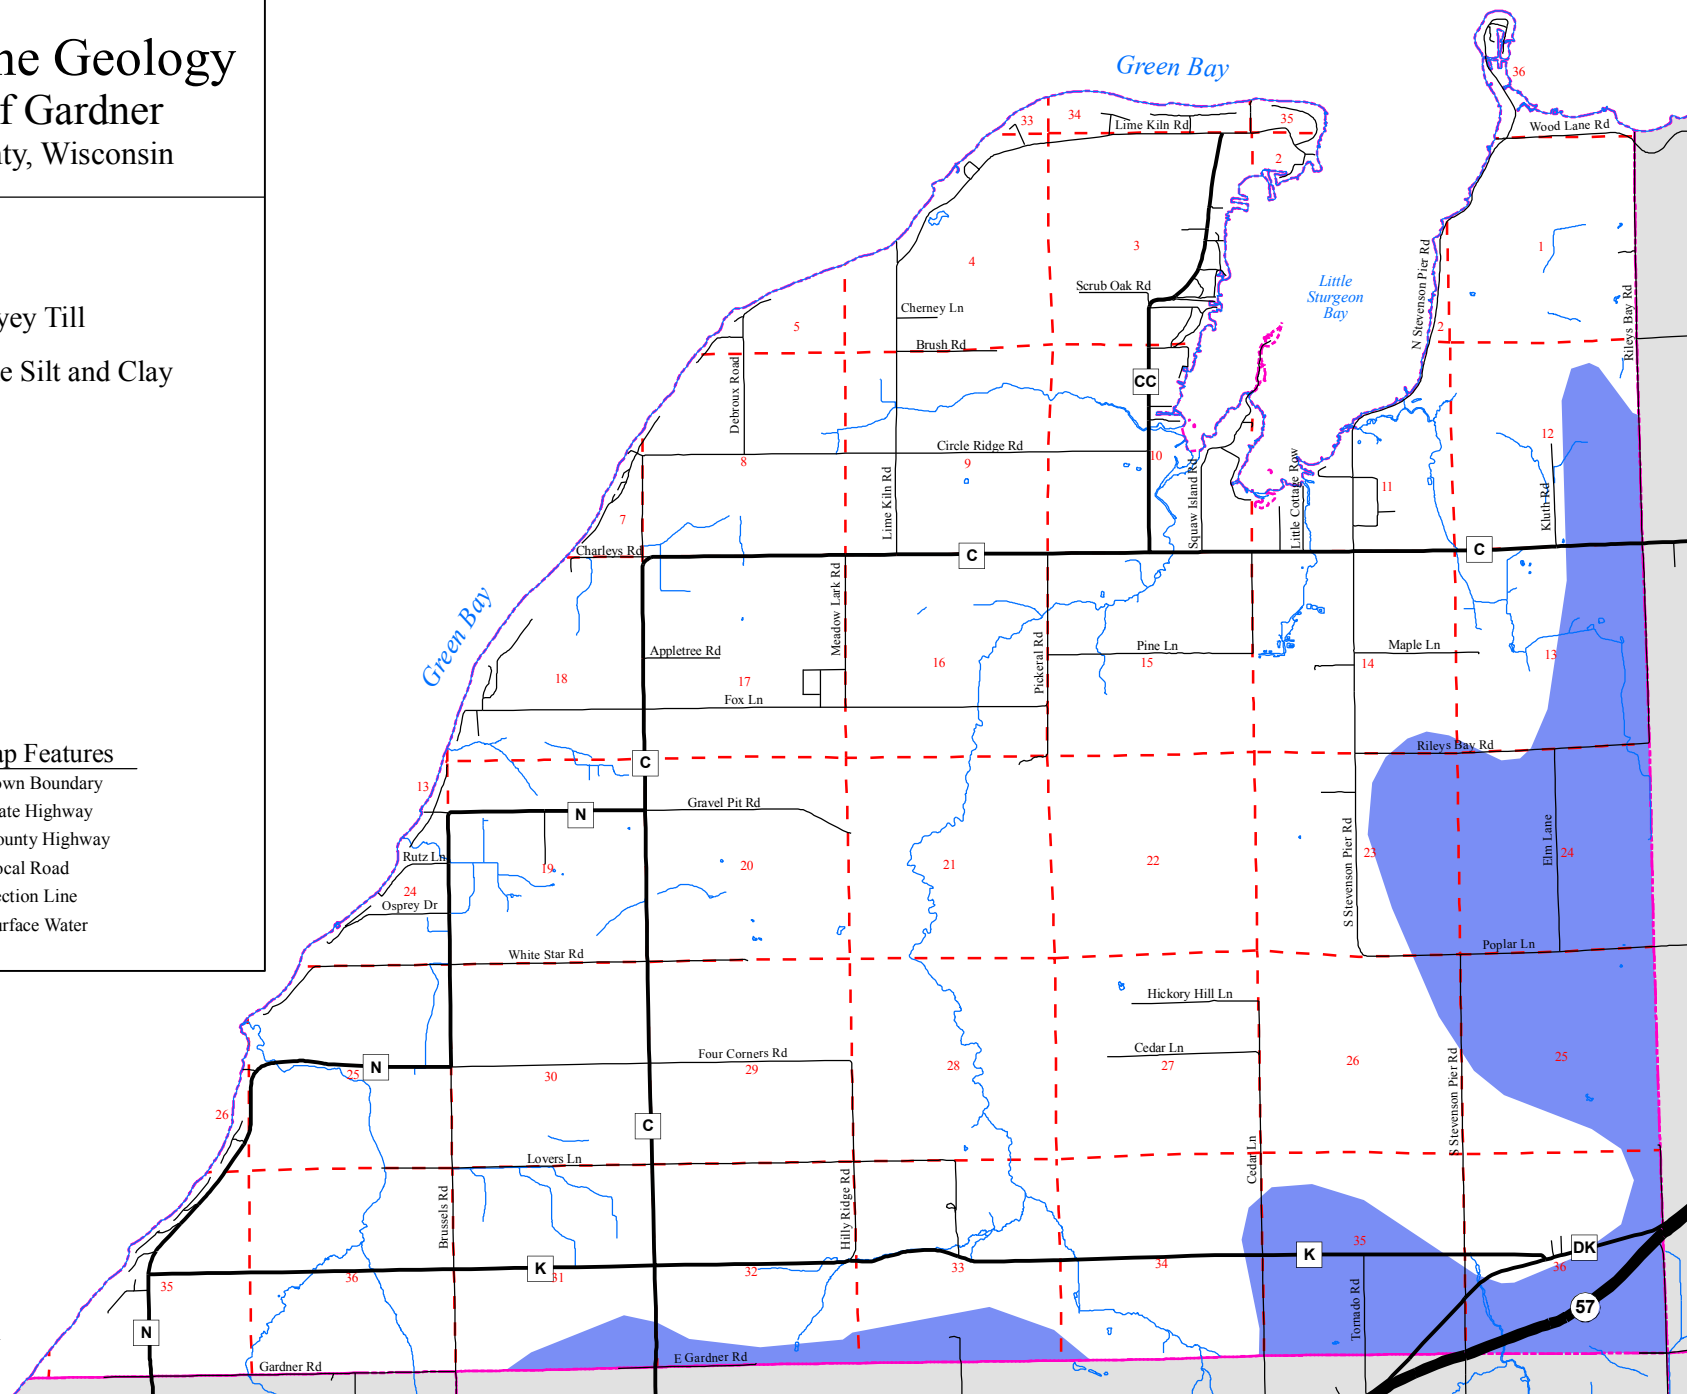 ne Geology
f Gardner
nty, Wisconsin
yey Till
e Silt and Clay
ap Features
own Boundary
ate Highway
ounty Highway
ocal Road
ection Line
urface Water
Green Bay
36
34
33
Lime Kiln Rd
35
Wood Lane Rd
2
3
1
4
N Stevenson Pier Rd
Little
Sturgeon
Bay
Scrub Oak Rd
Cherney Ln
5
2
Rileys Bay Rd
Brush Rd
CC
Debroux Road
Circle Ridge Rd
12
8
9
10
11
Lime Kiln Rd
Squaw Island Rd
Little Cottage Row
Kluth Rd
7
Charleys Rd
C
C
Green Bay
Meadow Lark Rd
Pickeral Rd
Appletree Rd
Pine Ln
Maple Ln
16
15
14
13
18
17
Fox Ln
Rileys Bay Rd
C
13
N
Gravel Pit Rd
Rutz Ln
19
20
21
22
S Stevenson Pier Rd
23
Elm Lane
24
24
Osprey Dr
White Star Rd
Poplar Ln
Hickory Hill Ln
Cedar Ln
Four Corners Rd
N
25
30
29
28
27
26
25
26
C
S Stevenson Pier Rd
Lovers Ln
Cedar Ln
Brussels Rd
Hilly Ridge Rd
35
36
K
31
32
33
34
K
35
DK
36
57
Tornado Rd
N
Gardner Rd
E Gardner Rd